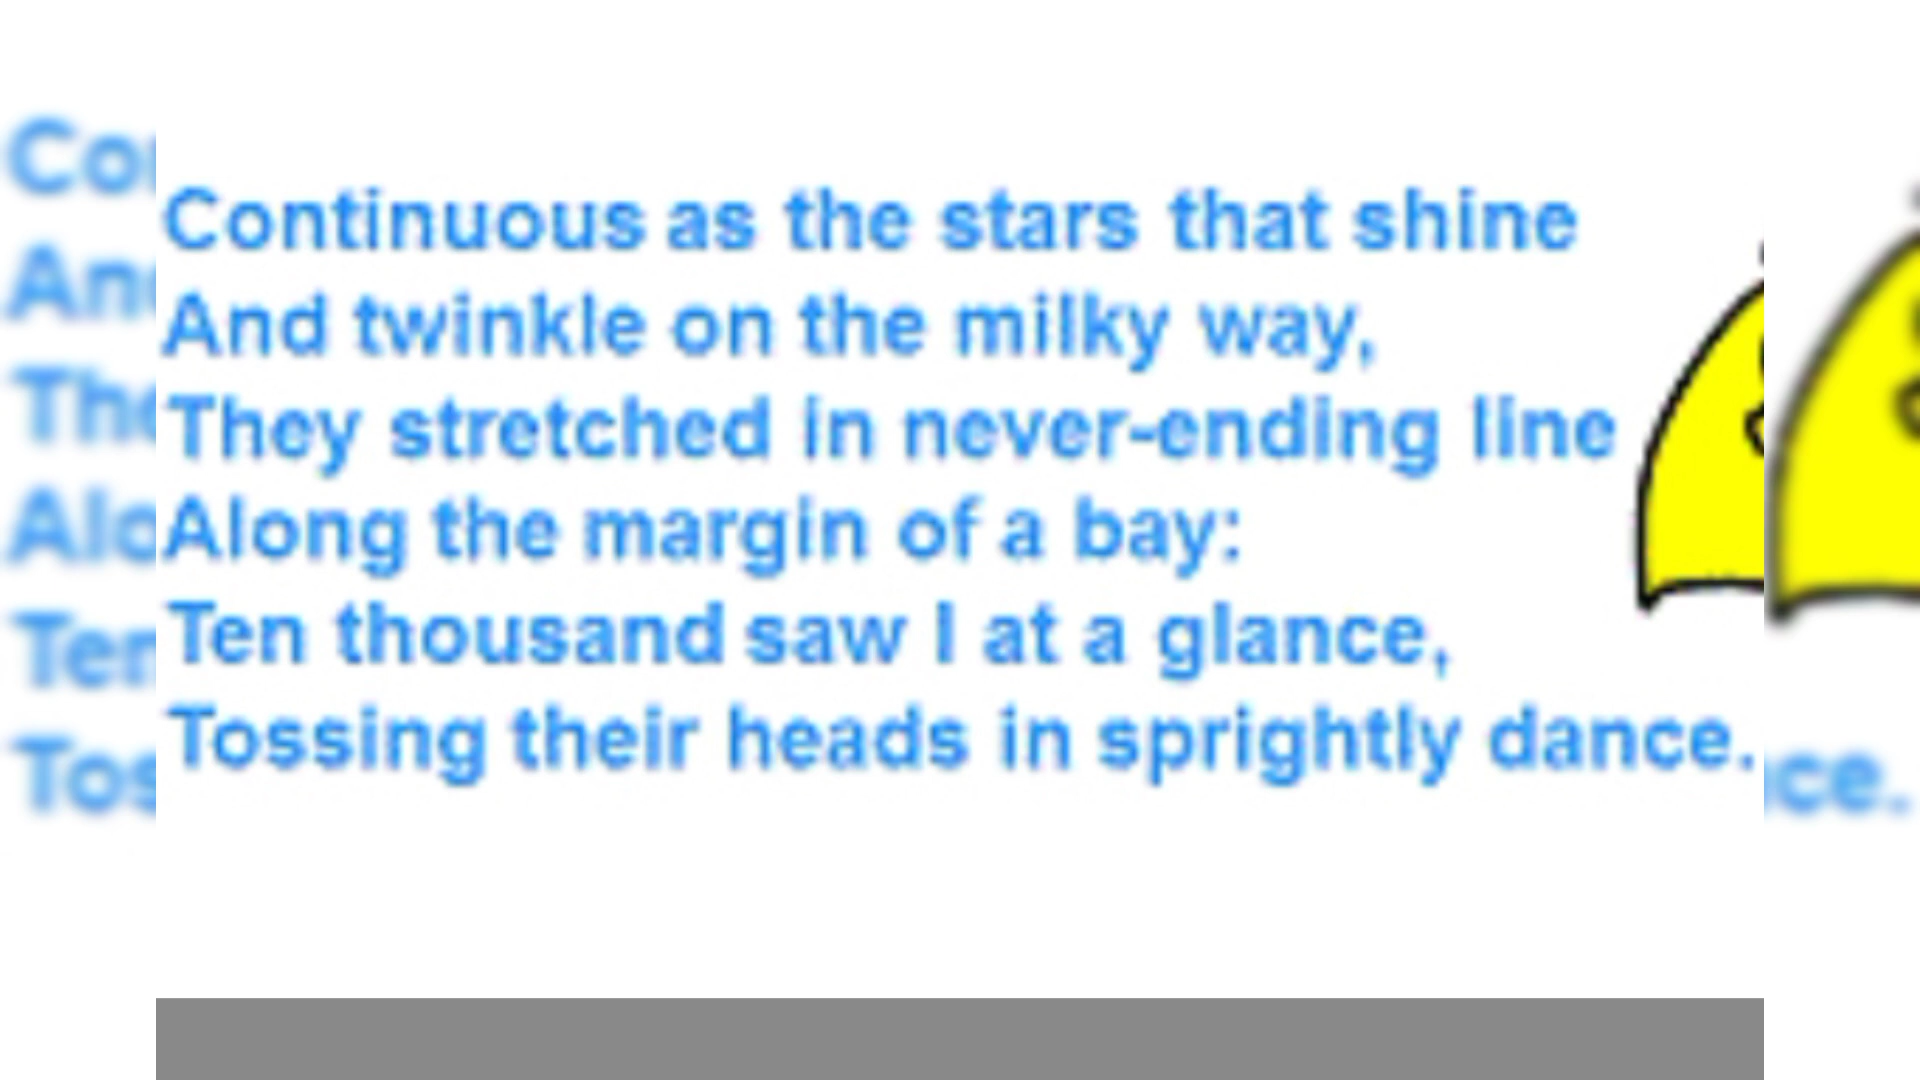 Continuous as the stars that shine
And twinkle on the milky way,
They stretched in never-ending line
Along the margin of a bay:
Ten thousand saw I at a glance,
Tossing their heads in sprightly dance.